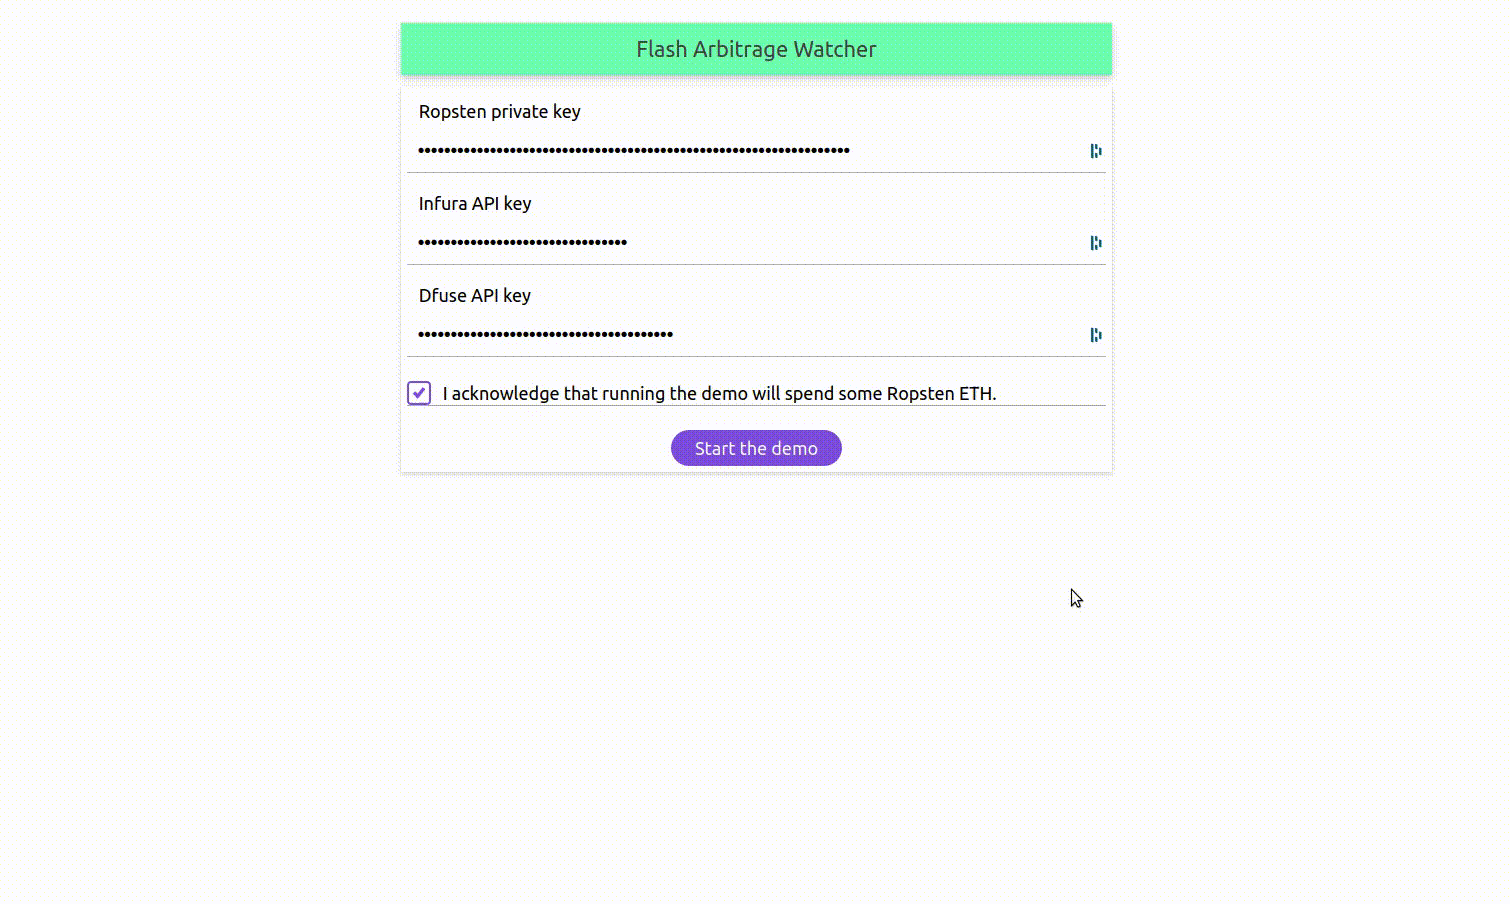 Flash Arbitrage Watcher
Ropsten private key
Infura API key
Dfuse API key
I acknowledge that running the demo will spend some Ropsten ETH.
Start the demo